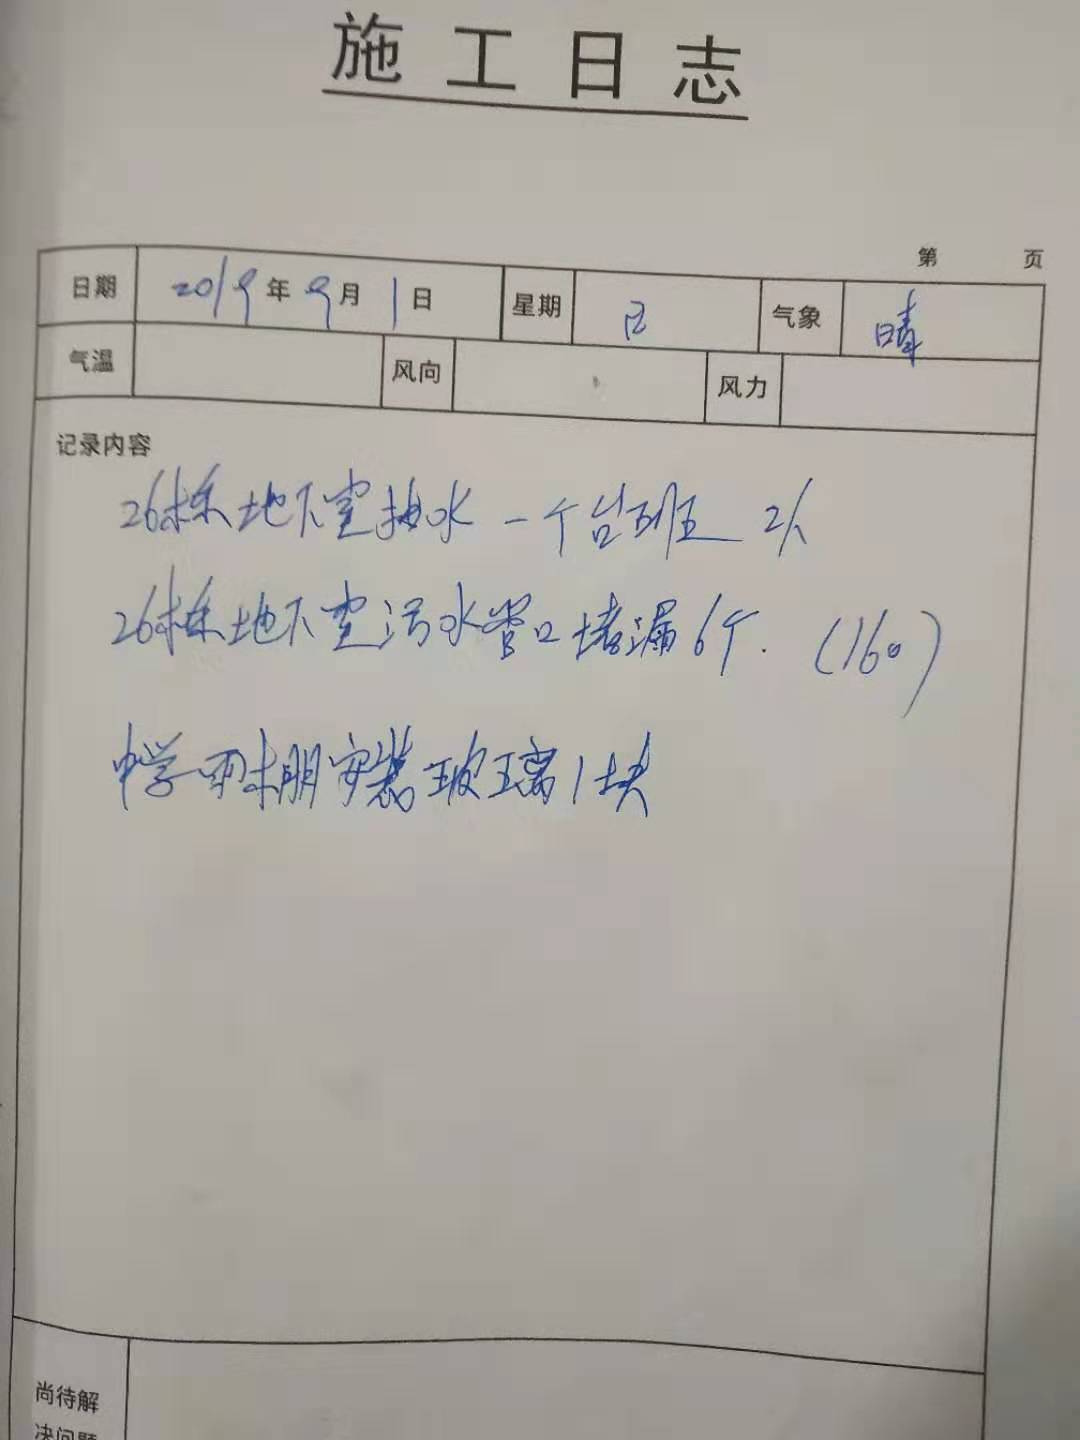 施工日志
第 页
日期 2019年9月1日 星期 日 气象 晴
气温 风向 风力
记录内容
26栋地下室抽水一个台班 2人
26栋地下室污水管口堵漏6个. (160)
中学雨棚安装玻璃1块
尚待解
决问题